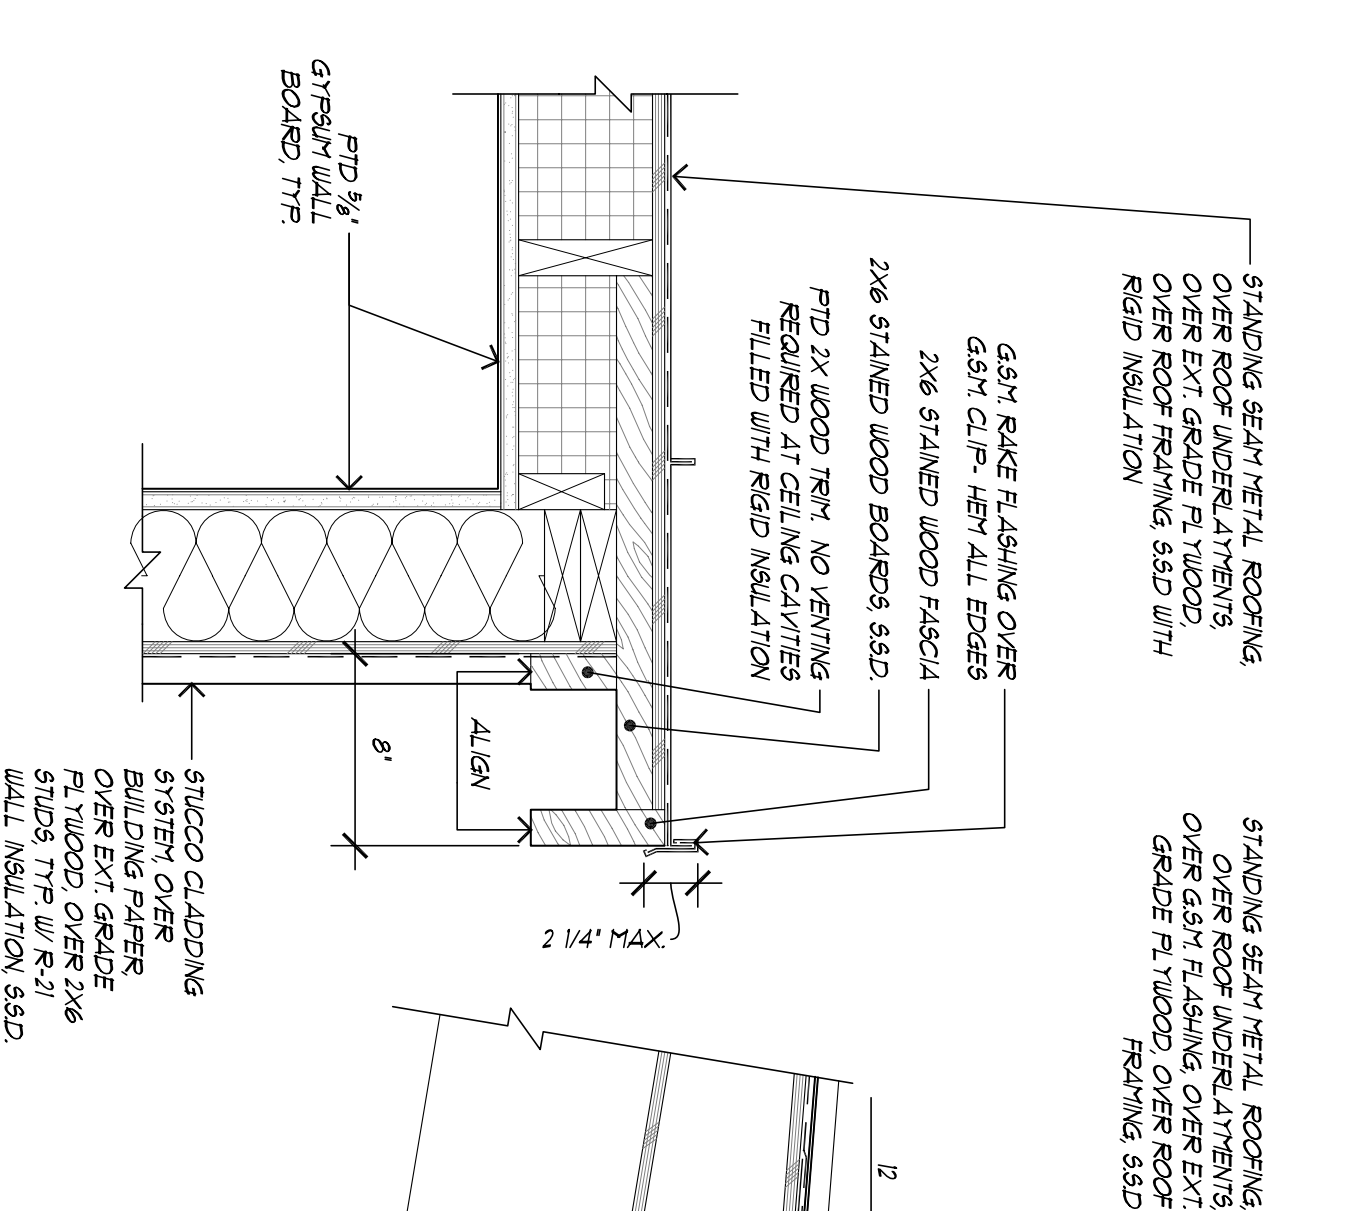 STANDING SEAM METAL ROOFING,
OVER ROOF UNDERLAYMENTS,
OVER EXT. GRADE PLYWOOD,
OVER ROOF FRAMING, S.S.D WITH
RIGID INSULATION
G.S.M. RAKE FLASHING OVER
G.S.M. CLIP- HEM ALL EDGES
2X6 STAINED WOOD FASCIA
2X6 STAINED WOOD BOARDS, S.S.D.
PTD 2X WOOD TRIM. NO VENTING
REQUIRED AT CEILING CAVITIES
FILLED WITH RIGID INSULATION
PTD 5/8"
GYPSUM WALL
BOARD, TYP.
ALIGN
8"
2 1/4" MAX.
STUCCO CLADDING
SYSTEM, OVER
BUILDING PAPER,
OVER EXT. GRADE
PLYWOOD, OVER 2X6
STUDS, TYP. W/ R-21
WALL INSULATION, S.S.D.
STANDING SEAM METAL ROOFING,
OVER ROOF UNDERLAYMENTS,
OVER G.S.M. FLASHING, OVER EXT.
GRADE PLYWOOD, OVER ROOF
FRAMING, S.S.D
12